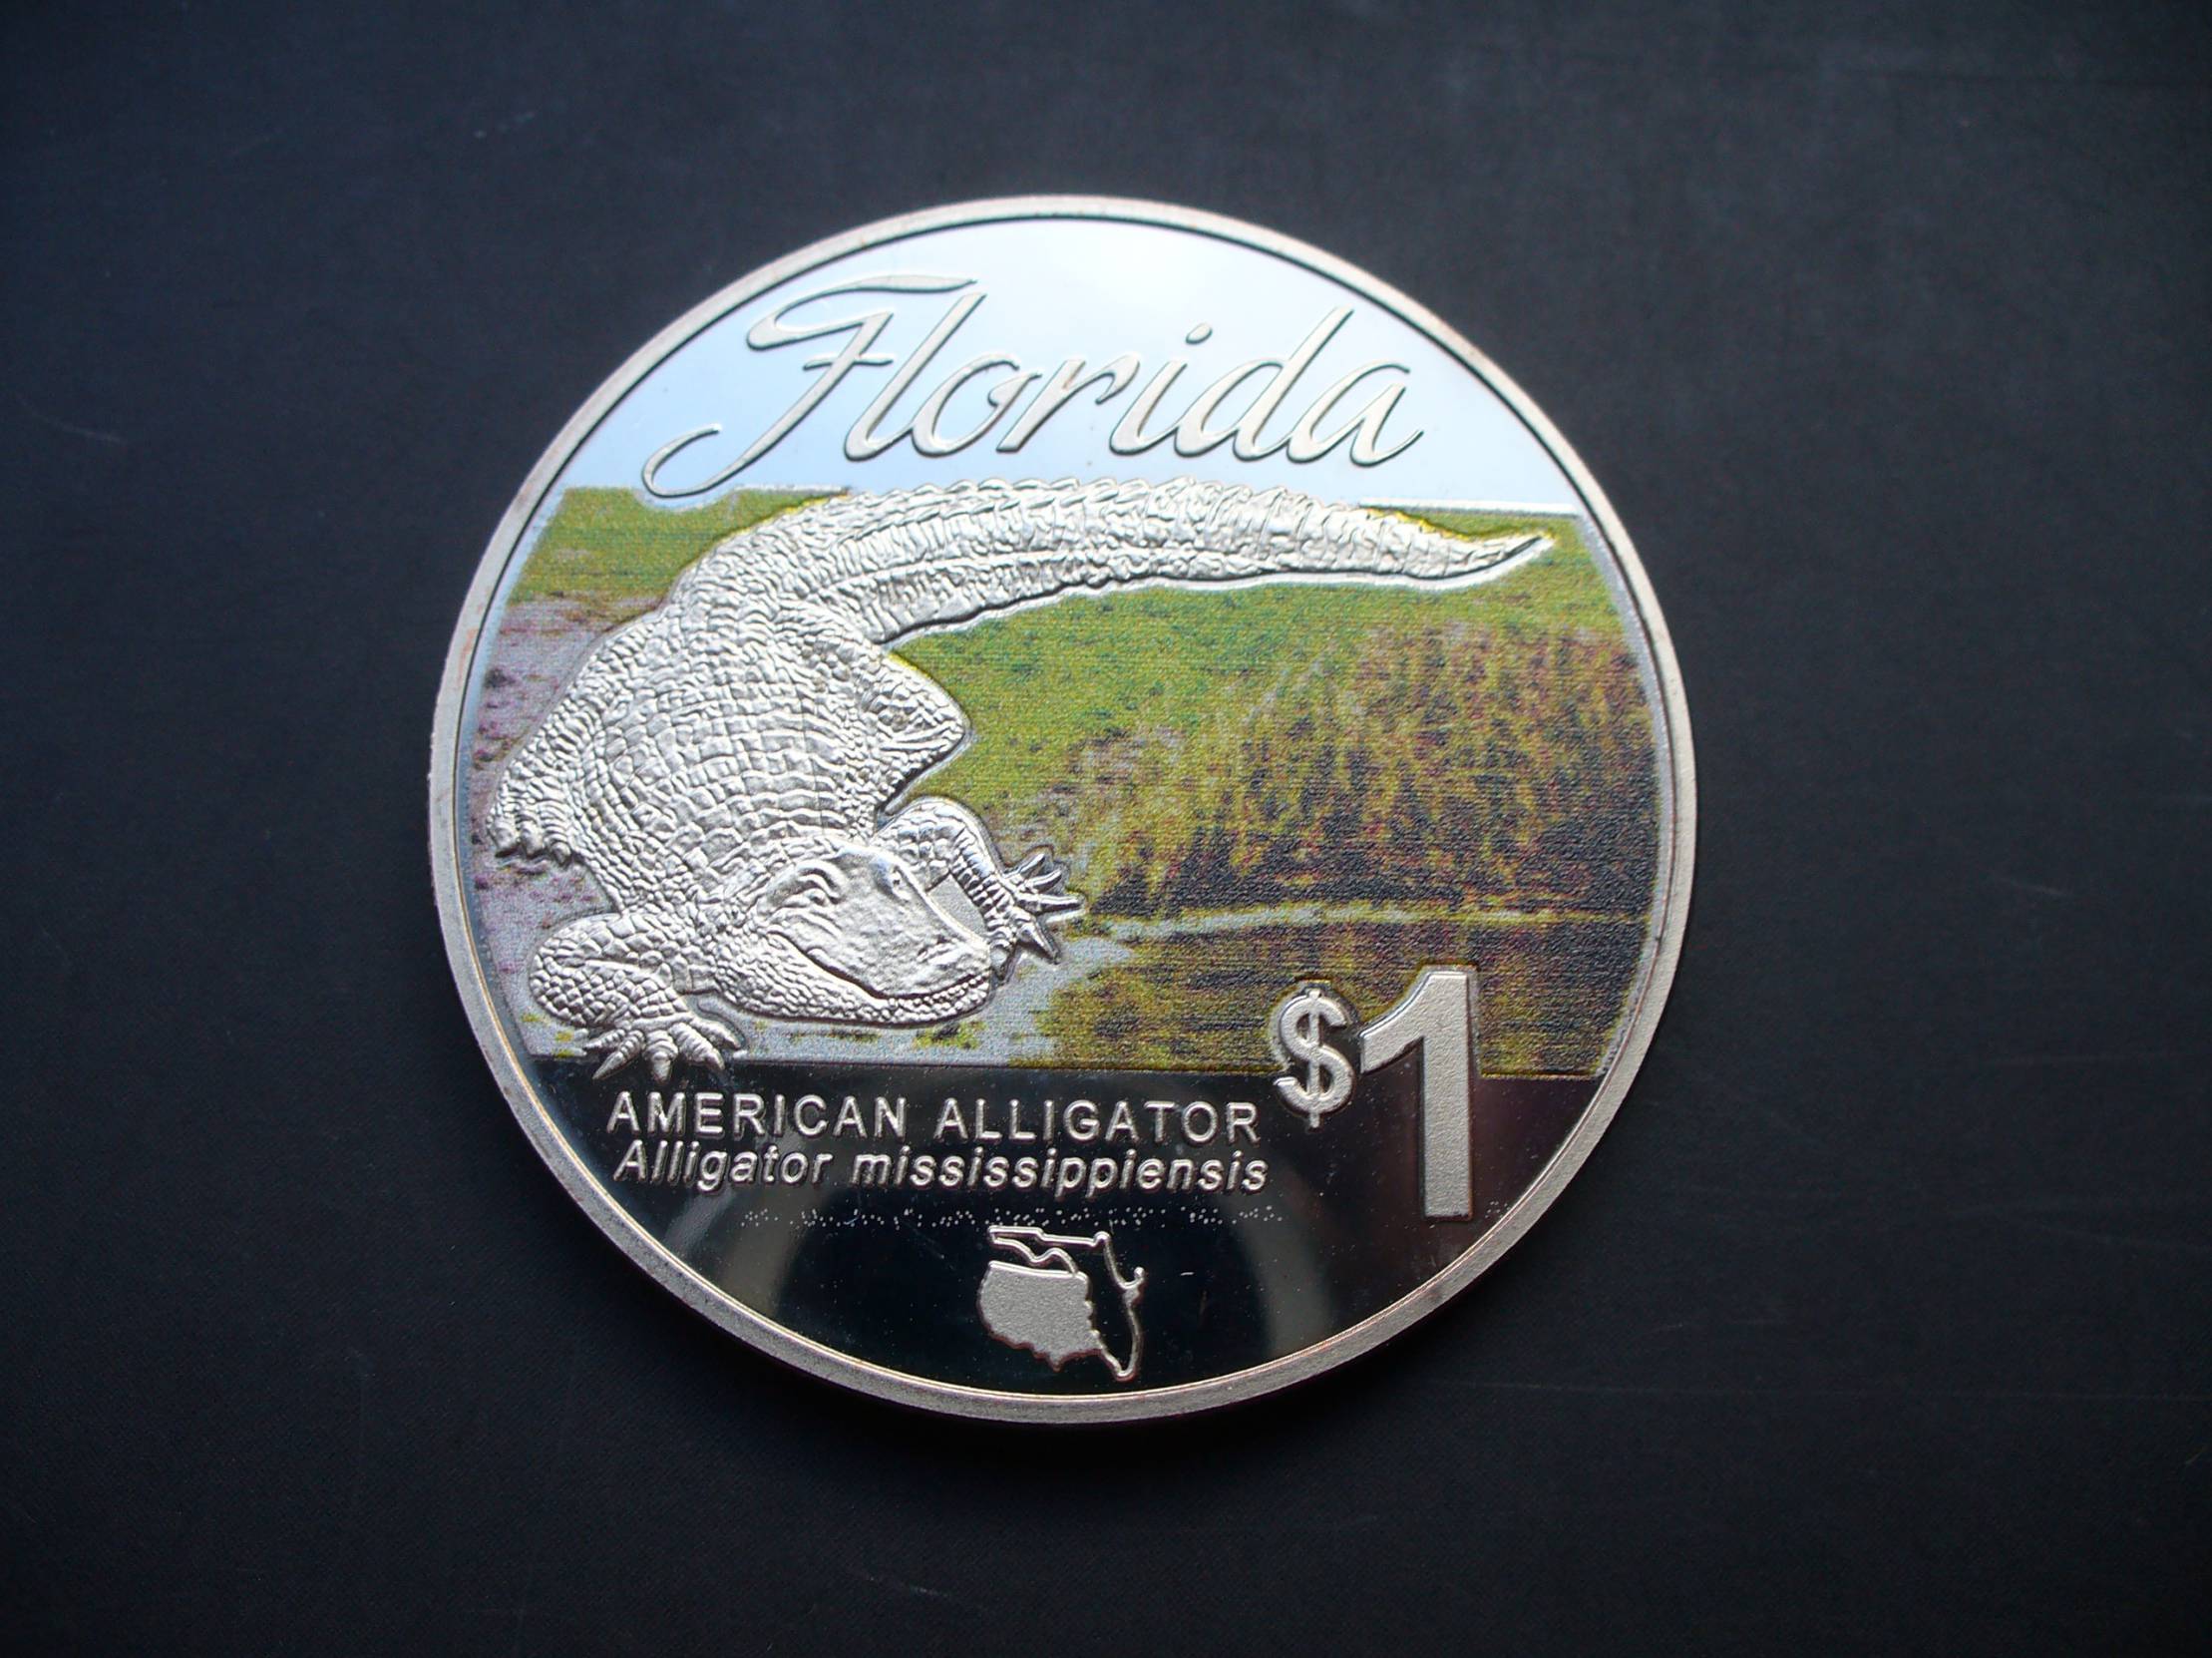 Florida
$1
AMERICAN ALLIGATOR
Alligator mississippiensis